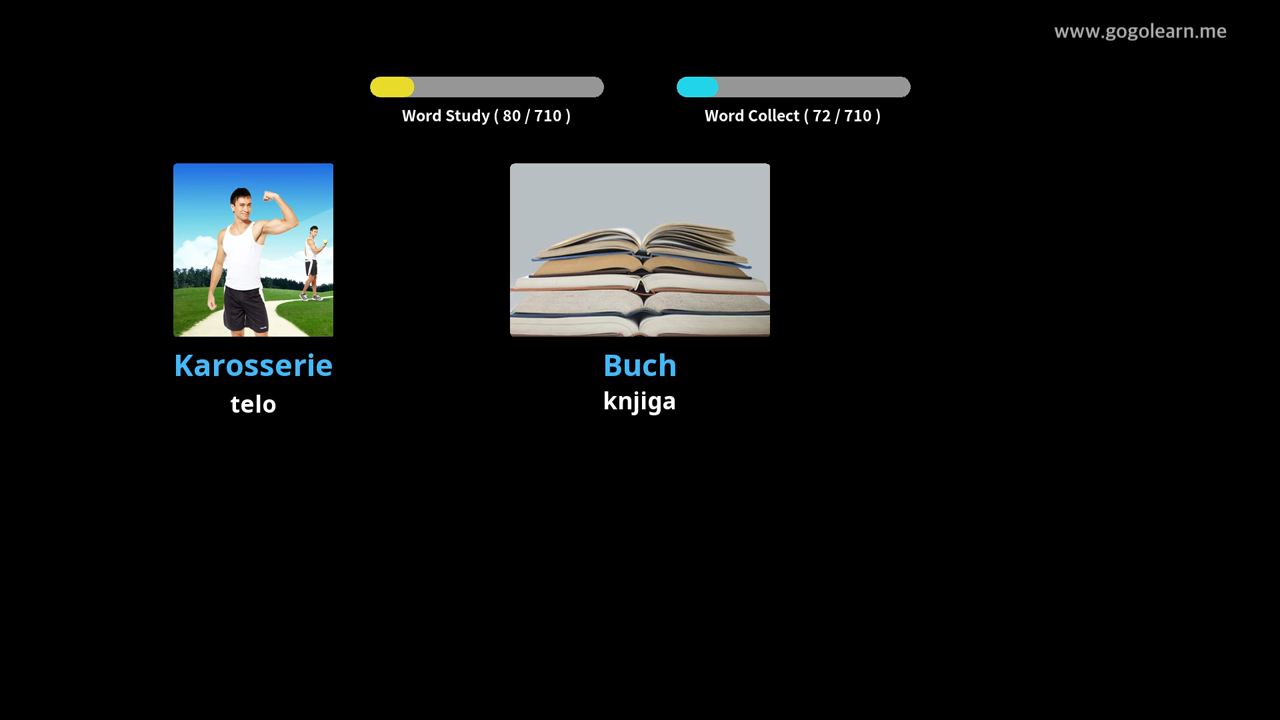 www.gogolearn.me
Word Study ( 80 / 710 )
Word Collect ( 72 / 710 )
Karosserie
telo
Buch
knjiga